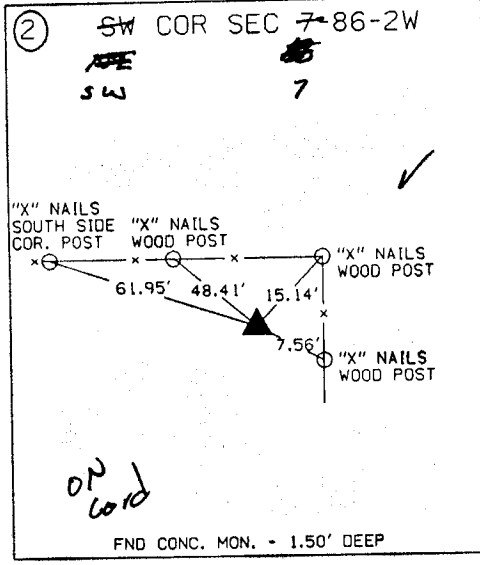 ② SW COR SEC 7-86-2W
SW 7
"X" NAILS
SOUTH SIDE
COR. POST
"X" NAILS
WOOD POST
"X" NAILS
WOOD POST
61.95' 48.41' 15.14'
7.56'
"X" NAILS
WOOD POST
ON
Card
FND CONC. MON. - 1.50' DEEP